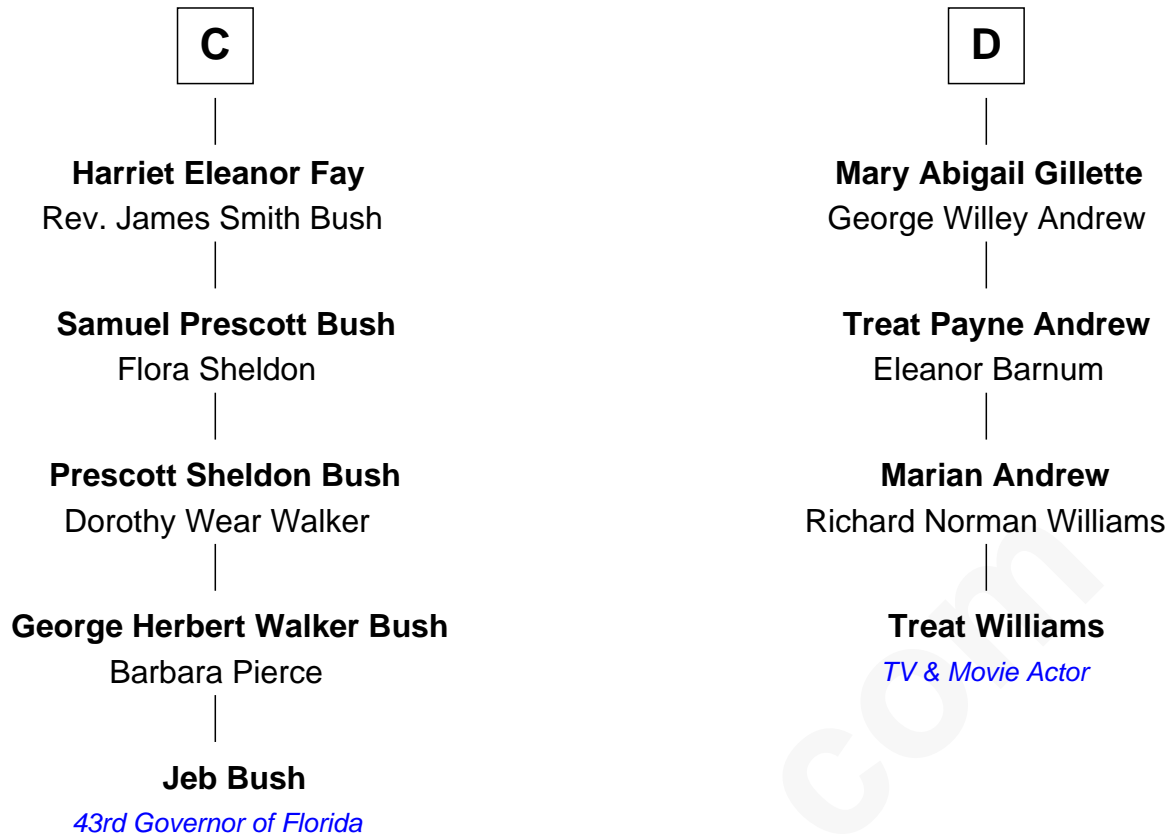 C
Harriet Eleanor Fay
Rev. James Smith Bush
Samuel Prescott Bush
Flora Sheldon
Prescott Sheldon Bush
Dorothy Wear Walker
George Herbert Walker Bush
Barbara Pierce
Jeb Bush
43rd Governor of Florida
D
Mary Abigail Gillette
George Willey Andrew
Treat Payne Andrew
Eleanor Barnum
Marian Andrew
Richard Norman Williams
Treat Williams
TV & Movie Actor
com